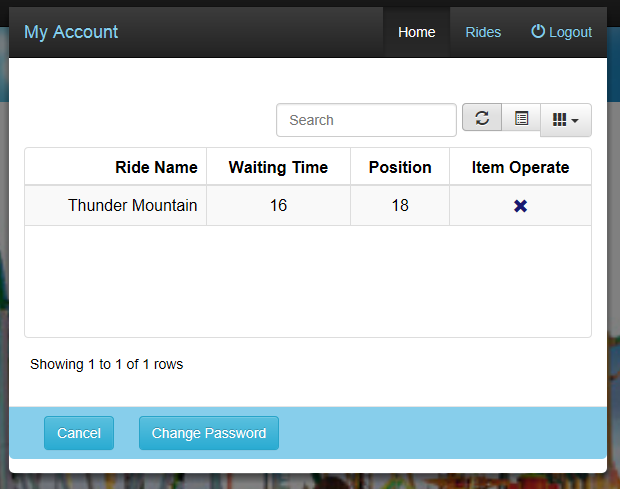 My Account Home Rides Logout
Search
Ride Name Waiting Time Position Item Operate
Thunder Mountain 16 18
Showing 1 to 1 of 1 rows
Cancel Change Password